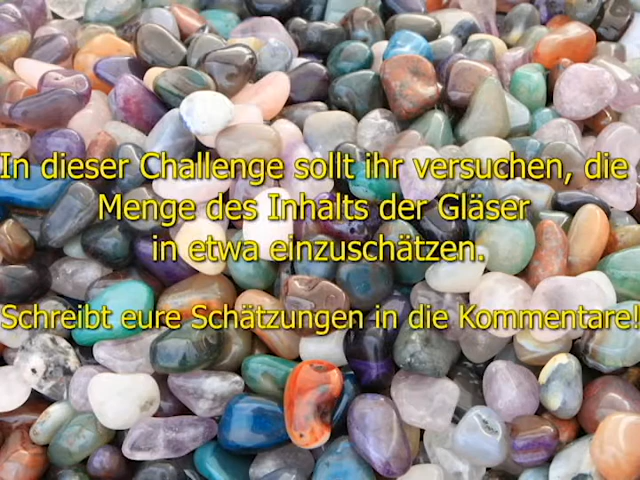 In dieser Challenge sollt ihr versuchen, die
Menge des Inhalts der Gläser
in etwa einzuschätzen.
Schreibt eure Schätzungen in die Kommentare!